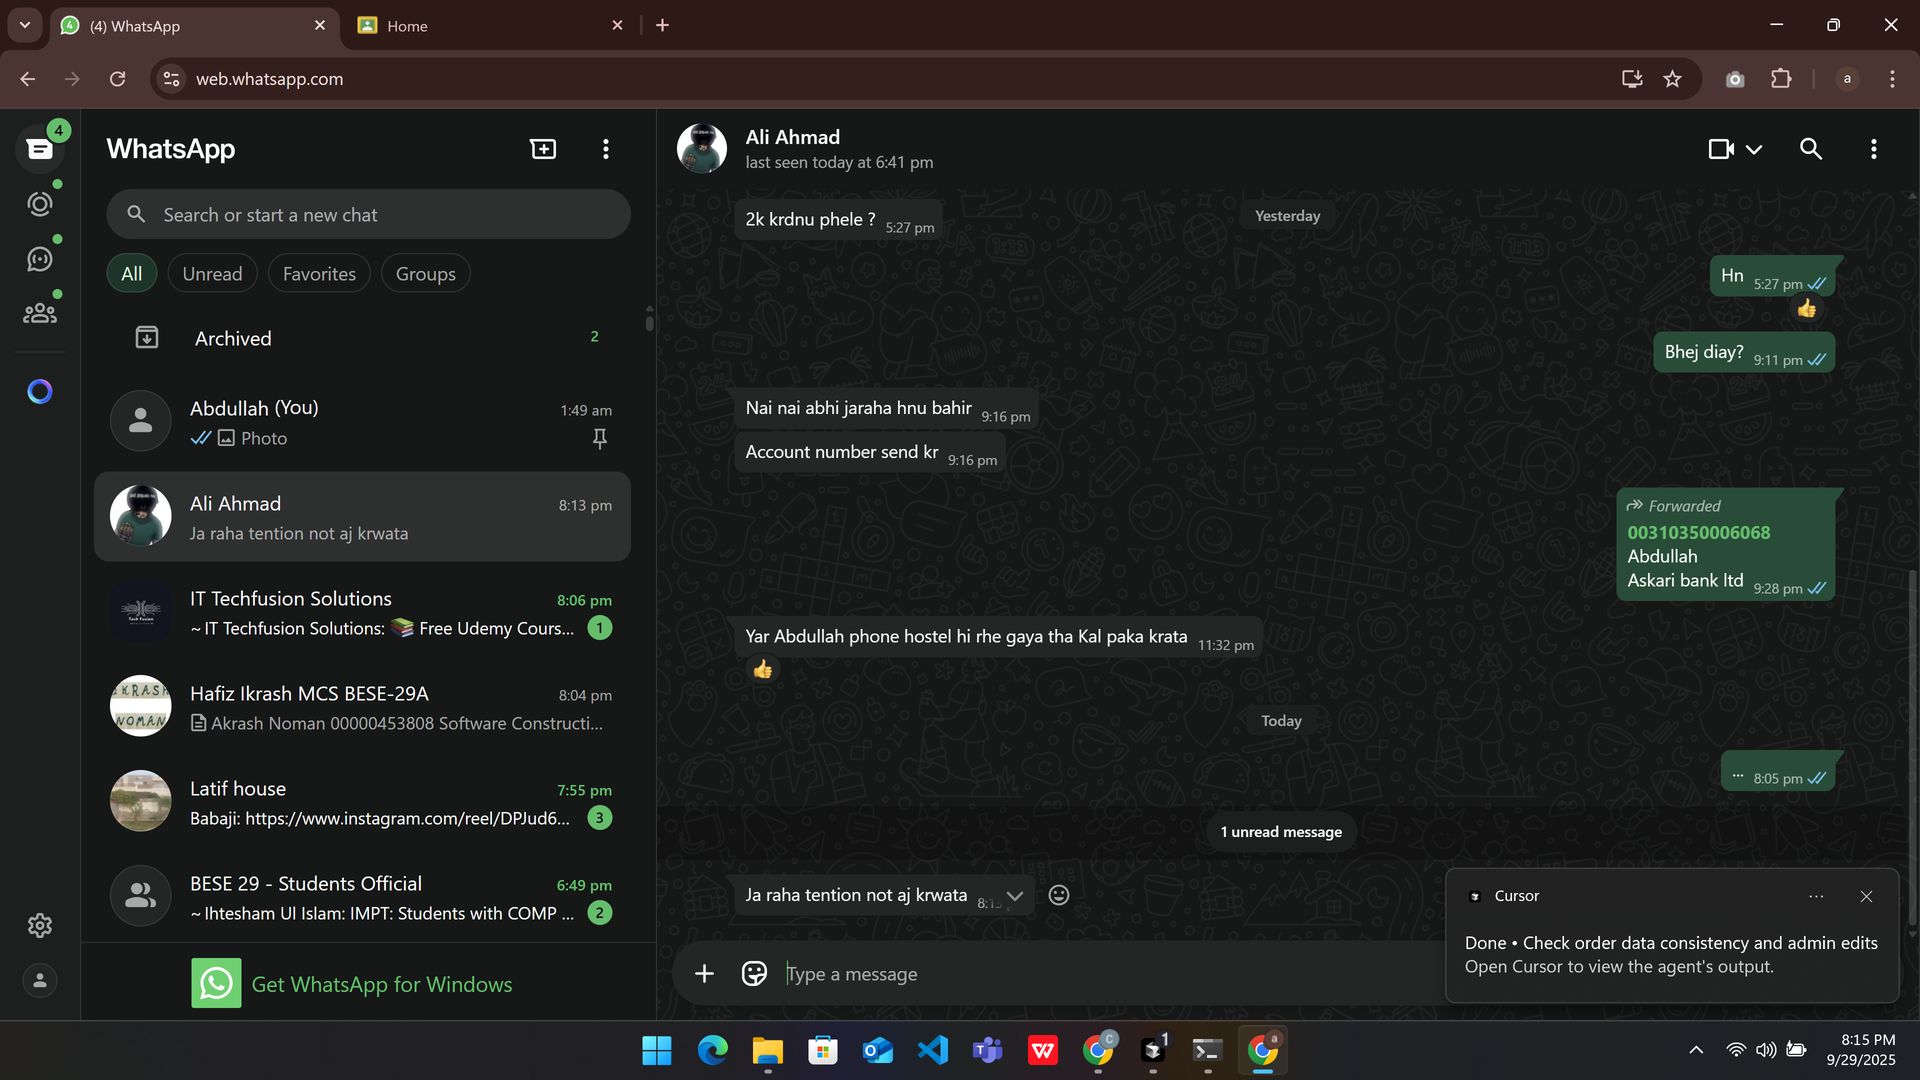 (4) WhatsApp
Home
web.whatsapp.com
a
4
WhatsApp
Search or start a new chat
All
Unread
Favorites
Groups
Archived
2
Abdullah (You)
1:49 am
Photo
Ali Ahmad
8:13 pm
Ja raha tention not aj krwata
IT Techfusion Solutions
8:06 pm
~ IT Techfusion Solutions: 📚 Free Udemy Cours...
1
Hafiz Ikrash MCS BESE-29A
8:04 pm
Akrash Noman 00000453808 Software Constructi...
Latif house
7:55 pm
Babaji: https://www.instagram.com/reel/DPJud6...
3
BESE 29 - Students Official
6:49 pm
~ Ihtesham Ul Islam: IMPT: Students with COMP ...
2
Get WhatsApp for Windows
Ali Ahmad
last seen today at 6:41 pm
Yesterday
2k krdnu phele ? 5:27 pm
Hn 5:27 pm
👍
Bhej diay? 9:11 pm
Nai nai abhi jaraha hnu bahir 9:16 pm
Account number send kr 9:16 pm
Forwarded
00310350006068
Abdullah
Askari bank ltd 9:28 pm
Yar Abdullah phone hostel hi rhe gaya tha Kal paka krata 11:32 pm
👍
Today
... 8:05 pm
1 unread message
Ja raha tention not aj krwata
Type a message
Cursor
Done • Check order data consistency and admin edits
Open Cursor to view the agent's output.
8:15 PM
9/29/2025